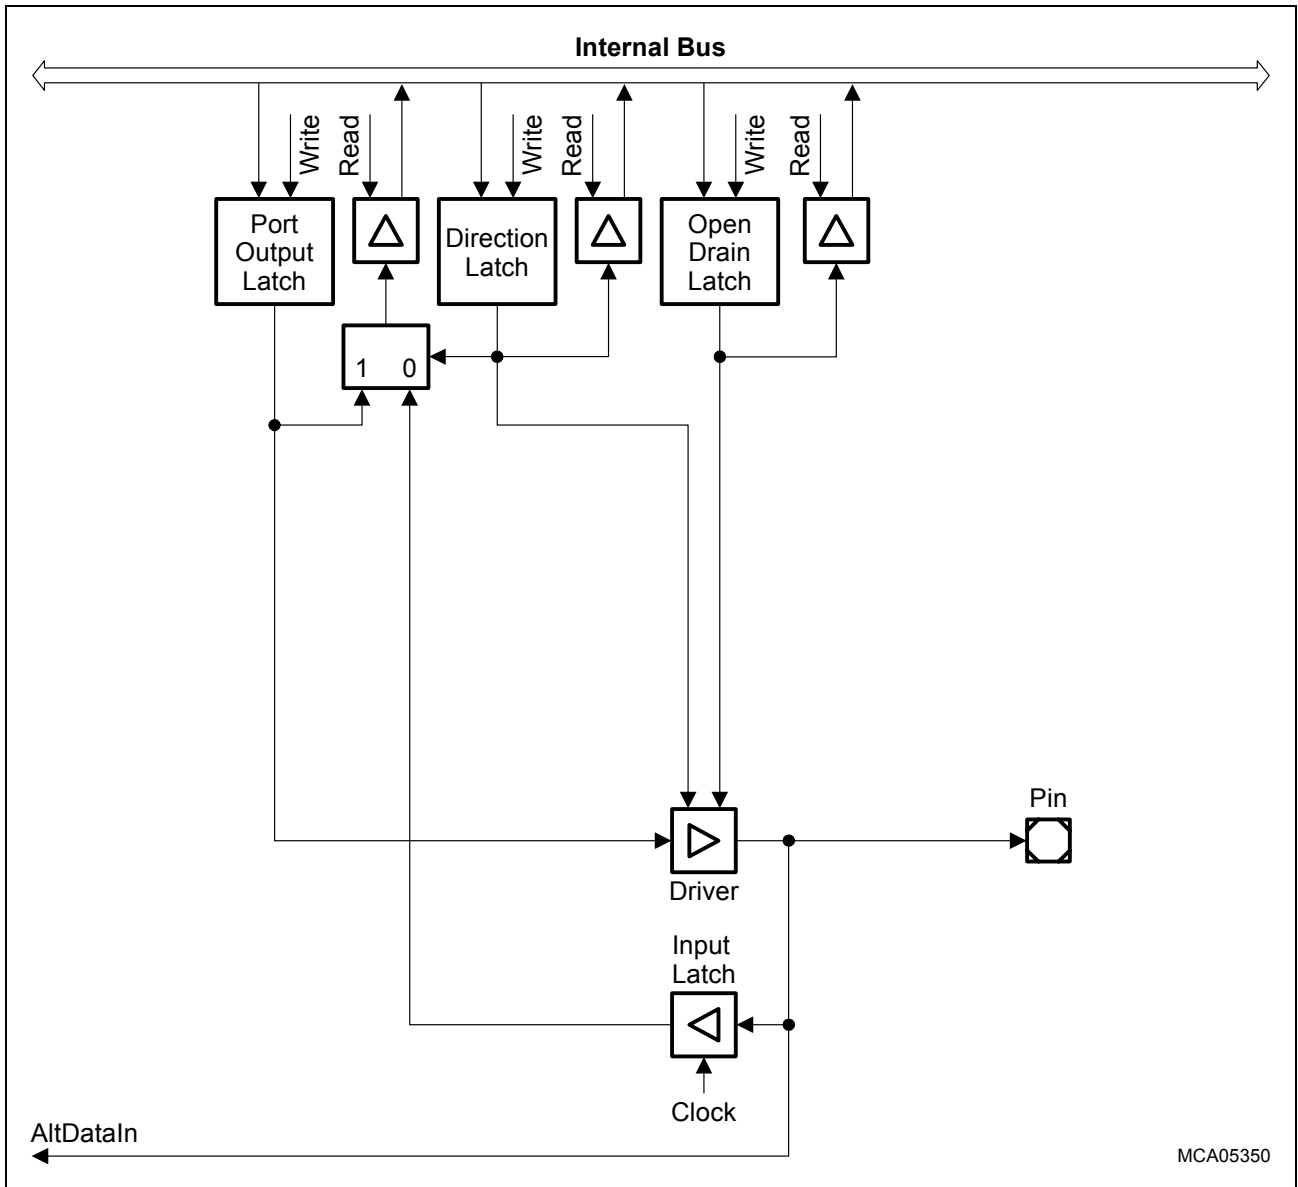 Internal Bus
Write
Read
Write
Read
Write
Read
Port
Output
Latch
Direction
Latch
Open
Drain
Latch
1 0
Pin
Driver
Input
Latch
Clock
AltDataIn
MCA05350